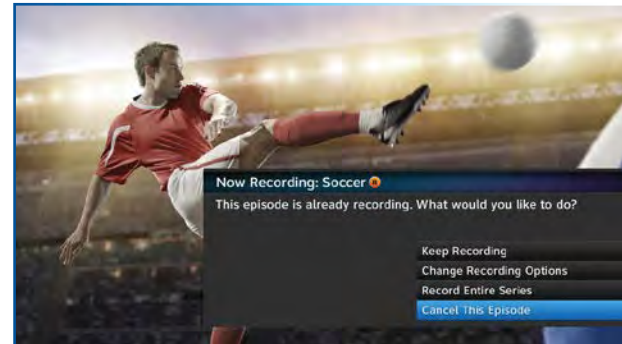 Now Recording: Soccer
This episode is already recording. What would you like to do?
Keep Recording
Change Recording Options
Record Entire Series
Cancel This Episode